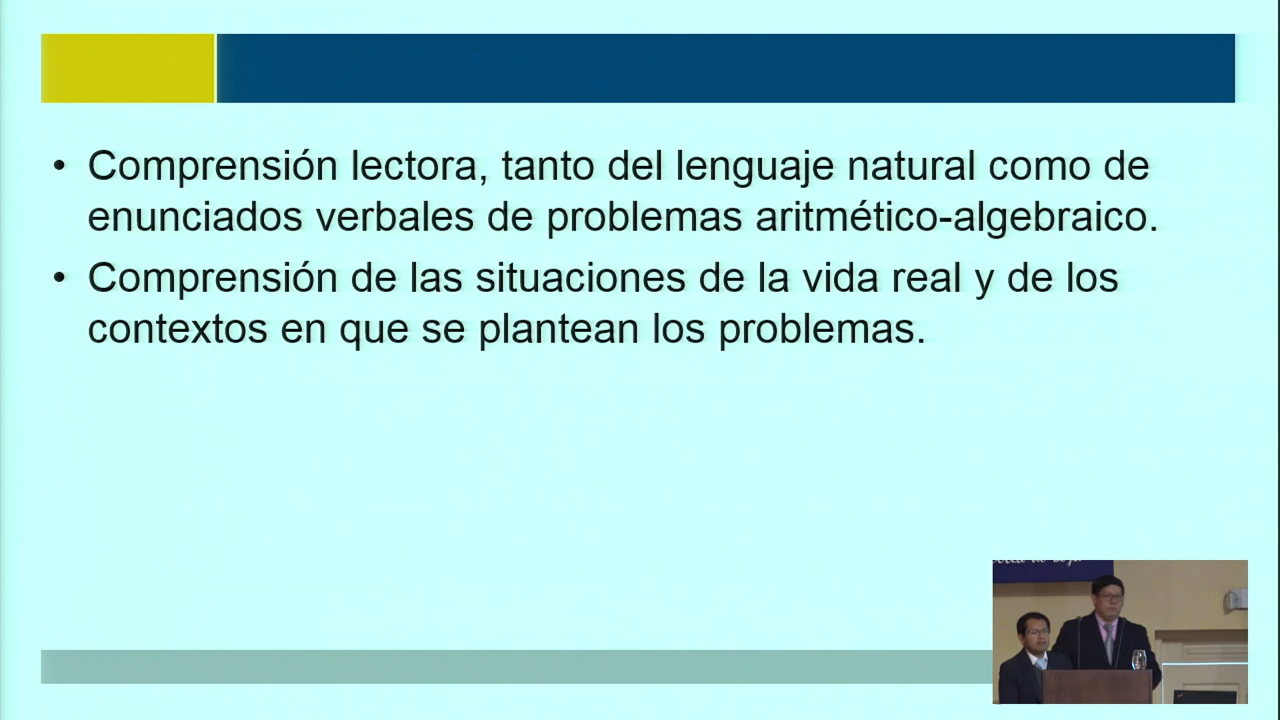 • Comprensión lectora, tanto del lenguaje natural como de
enunciados verbales de problemas aritmético-algebraico.
• Comprensión de las situaciones de la vida real y de los
contextos en que se plantean los problemas.